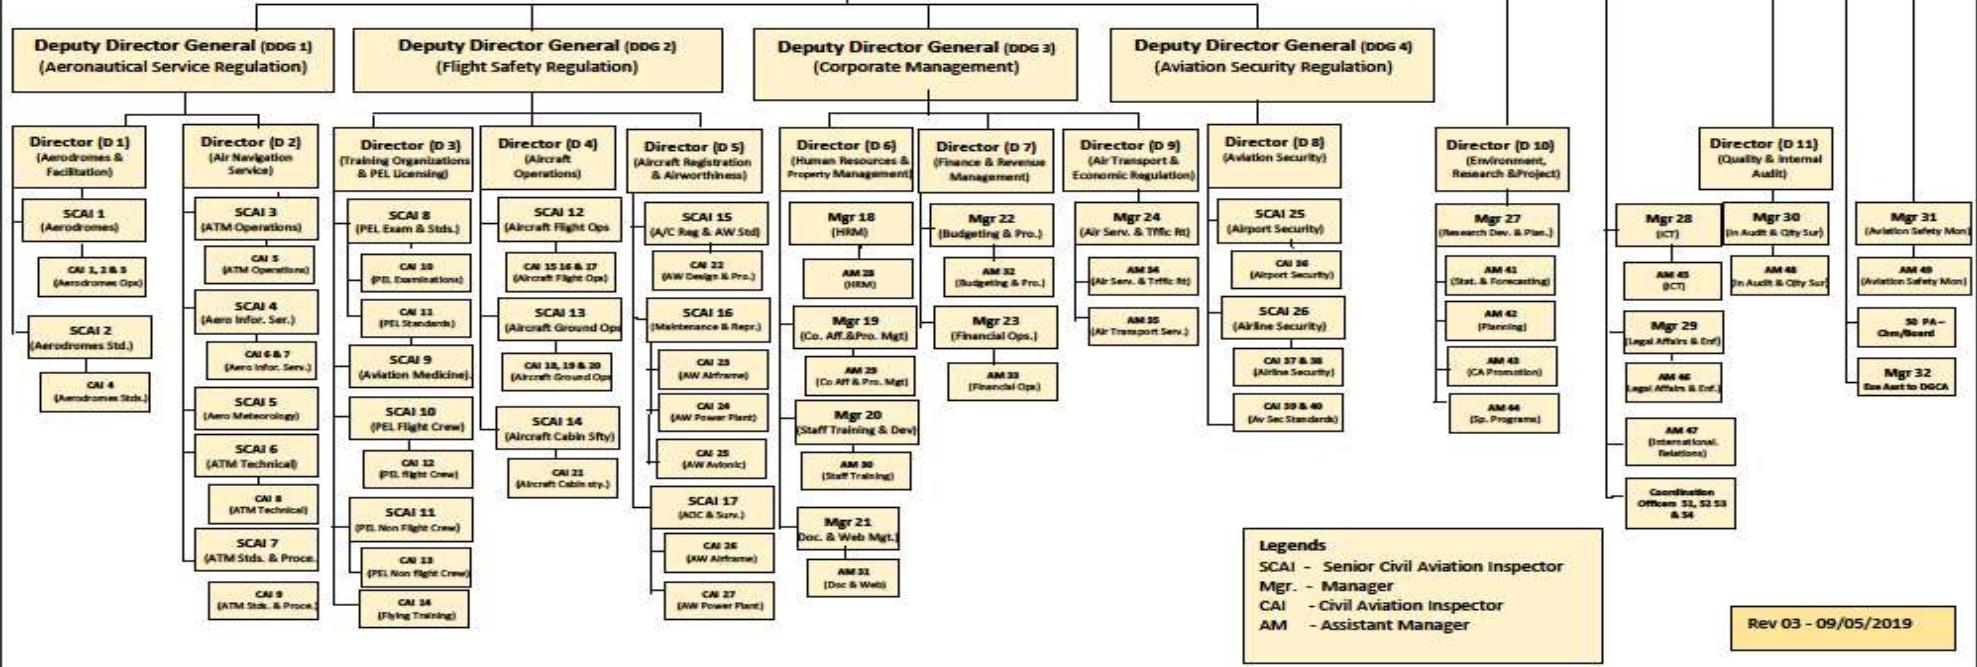 Deputy Director General (DDG 1)
(Aeronautical Service Regulation)
Deputy Director General (DDG 2)
(Flight Safety Regulation)
Deputy Director General (DDG 3)
(Corporate Management)
Deputy Director General (DDG 4)
(Aviation Security Regulation)
Director (D 1)
(Aerodromes &
Facilitation)
SCAI 1
(Aerodromes)
CAI 1, 2 & 3
(Aerodromes Ops)
SCAI 2
(Aerodromes Std.)
CAI 4
(Aerodromes Stds.)
Director (D 2)
(Air Navigation
Service)
SCAI 3
(ATM Operations)
CAI 5
(ATM Operations)
SCAI 4
(Aero Infor. Ser.)
CAI 6 & 7
(Aero Infor. Serv.)
SCAI 5
(Aero Meteorology)
SCAI 6
(ATM Technical)
CAI 8
(ATM Technical)
SCAI 7
(ATM Stds. & Proce.
CAI 9
(ATM Stds. & Proce.)
Director (D 3)
(Training Organizations
& PEL Licensing)
SCAI 8
(PEL Exam & Stds.)
CAI 10
(PEL Examinations)
CAI 11
(PEL Standards)
SCAI 9
(Aviation Medicine).
SCAI 10
(PEL Flight Crew)
CAI 12
(PEL flight Crew)
SCAI 11
(PEL Non Flight Crew)
CAI 13
(PEL Non flight Crew)
CAI 14
(Flying Training)
Director (D 4)
(Aircraft
Operations)
SCAI 12
(Aircraft Flight Ops
CAI 15 16 & 17
(Aircraft Flight Ops)
SCAI 13
(Aircraft Ground Ops
CAI 18, 19 & 20
(Aircraft Ground Ops
SCAI 14
(Aircraft Cabin Sfty)
CAI 21
(Aircraft Cabin sty.)
Director (D 5)
(Aircraft Registration
& Airworthiness)
SCAI 15
(A/C Reg & AW Std)
CAI 22
(AW Design & Pro.)
SCAI 16
(Maintenance & Repr.)
CAI 23
(AW Airframe)
CAI 24
(AW Power Plant)
CAI 25
(AW Avionic)
SCAI 17
(AOC & Surv.)
CAI 26
(AW Airframe)
CAI 27
(AW Power Plant)
Director (D 6)
(Human Resources &
Property Management)
Mgr 18
(HRM)
AM 28
(HRM)
Mgr 19
(Co. Aff.&Pro. Mgt)
AM 29
(Co Aff & Pro. Mgt)
Mgr 20
(Staff Training & Dev)
AM 30
(Staff Training)
Mgr 21
Doc. & Web Mgt.)
AM 31
(Doc & Web)
Director (D 7)
(Finance & Revenue
Management)
Mgr 22
(Budgeting & Pro.)
AM 32
(Budgeting & Pro.)
Mgr 23
(Financial Ops.)
AM 33
(Financial Ops)
Director (D 9)
(Air Transport &
Economic Regulation)
Mgr 24
(Air Serv. & Tffic Rt)
AM 34
(Air Serv. & Tffic Rt)
AM 35
(Air Transport Serv.)
Director (D 8)
(Aviation Security)
SCAI 25
(Airport Security)
CAI 36
(Airport Security)
SCAI 26
(Airline Security)
CAI 37 & 38
(Airline Security)
CAI 39 & 40
(Av Sec Standards)
Director (D 10)
(Environment,
Research &Project)
Mgr 27
(Research Dev. & Plan.)
AM 41
(Stat. & Forecasting)
AM 42
(Planning)
AM 43
(CA Promotion)
AM 44
(Sp. Programs)
Mgr 28
(ICT)
AM 45
(ICT)
Mgr 29
(Legal Affairs & Enf)
AM 46
Legal Affairs & Enf.)
AM 47
(International.
Relations)
Coordination
Officers 51, 52 53
& 54
Director (D 11)
(Quality & Internal
Audit)
Mgr 30
(In Audit & Qlty Sur)
AM 48
(In Audit & Qlty Sur)
Mgr 31
(Aviation Safety Mon)
AM 49
(Aviation Safety Mon)
50 PA –
Chm/Board
Mgr 32
Exe Asst to DGCA
Legends
SCAI - Senior Civil Aviation Inspector
Mgr. - Manager
CAI - Civil Aviation Inspector
AM - Assistant Manager
Rev 03 - 09/05/2019